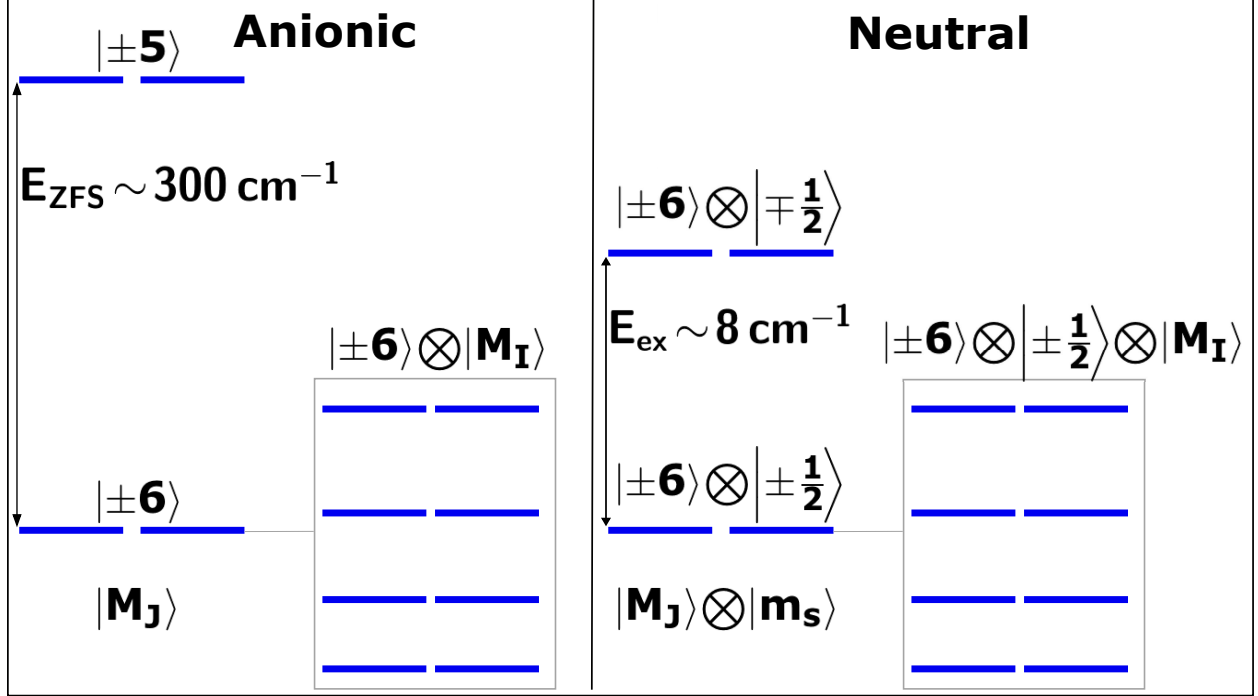 Anionic
|±5⟩
E_ZFS ~ 300 cm⁻¹
|±6⟩⊗|M_I⟩
|±6⟩
|M_J⟩
Neutral
|±6⟩⊗|∓1/2⟩
E_ex ~ 8 cm⁻¹
|±6⟩⊗|±1/2⟩⊗|M_I⟩
|±6⟩⊗|±1/2⟩
|M_J⟩⊗|m_s⟩